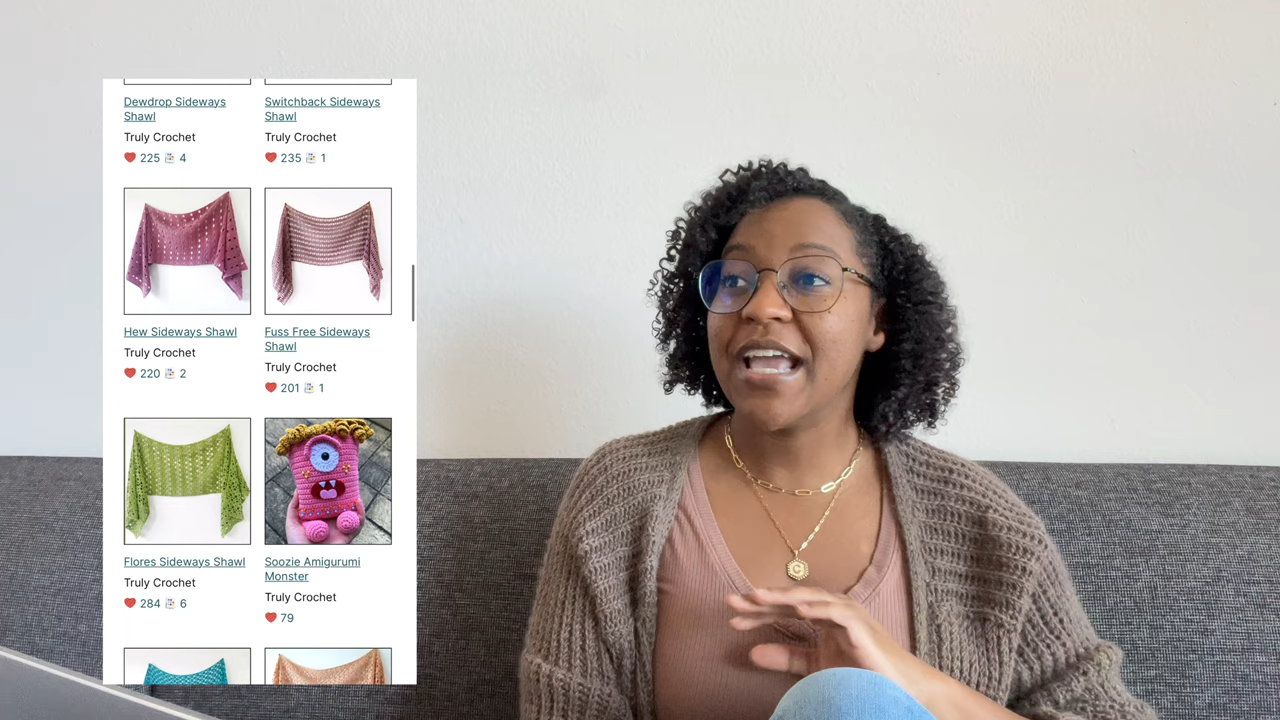 Dewdrop Sideways
Shawl
Truly Crochet
225 4
Switchback Sideways
Shawl
Truly Crochet
235 1
Hew Sideways Shawl
Truly Crochet
220 2
Fuss Free Sideways
Shawl
Truly Crochet
201 1
Flores Sideways Shawl
Truly Crochet
284 6
Soozie Amigurumi
Monster
Truly Crochet
79
C